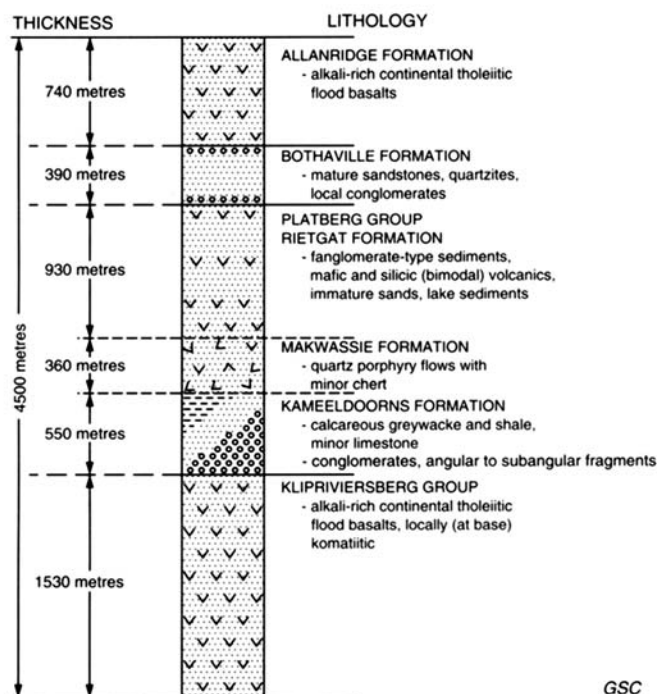 THICKNESS
LITHOLOGY
4500 metres
740 metres
ALLANRIDGE FORMATION
- alkali-rich continental tholeiitic
flood basalts
390 metres
BOTHAVILLE FORMATION
- mature sandstones, quartzites,
local conglomerates
930 metres
PLATBERG GROUP
RIETGAT FORMATION
- fanglomerate-type sediments,
mafic and silicic (bimodal) volcanics,
immature sands, lake sediments
360 metres
MAKWASSIE FORMATION
- quartz porphyry flows with
minor chert
550 metres
KAMEELDOORNS FORMATION
- calcareous greywacke and shale,
minor limestone
- conglomerates, angular to subangular fragments
1530 metres
KLIPRIVIERSBERG GROUP
- alkali-rich continental tholeiitic
flood basalts, locally (at base)
komatiitic
GSC